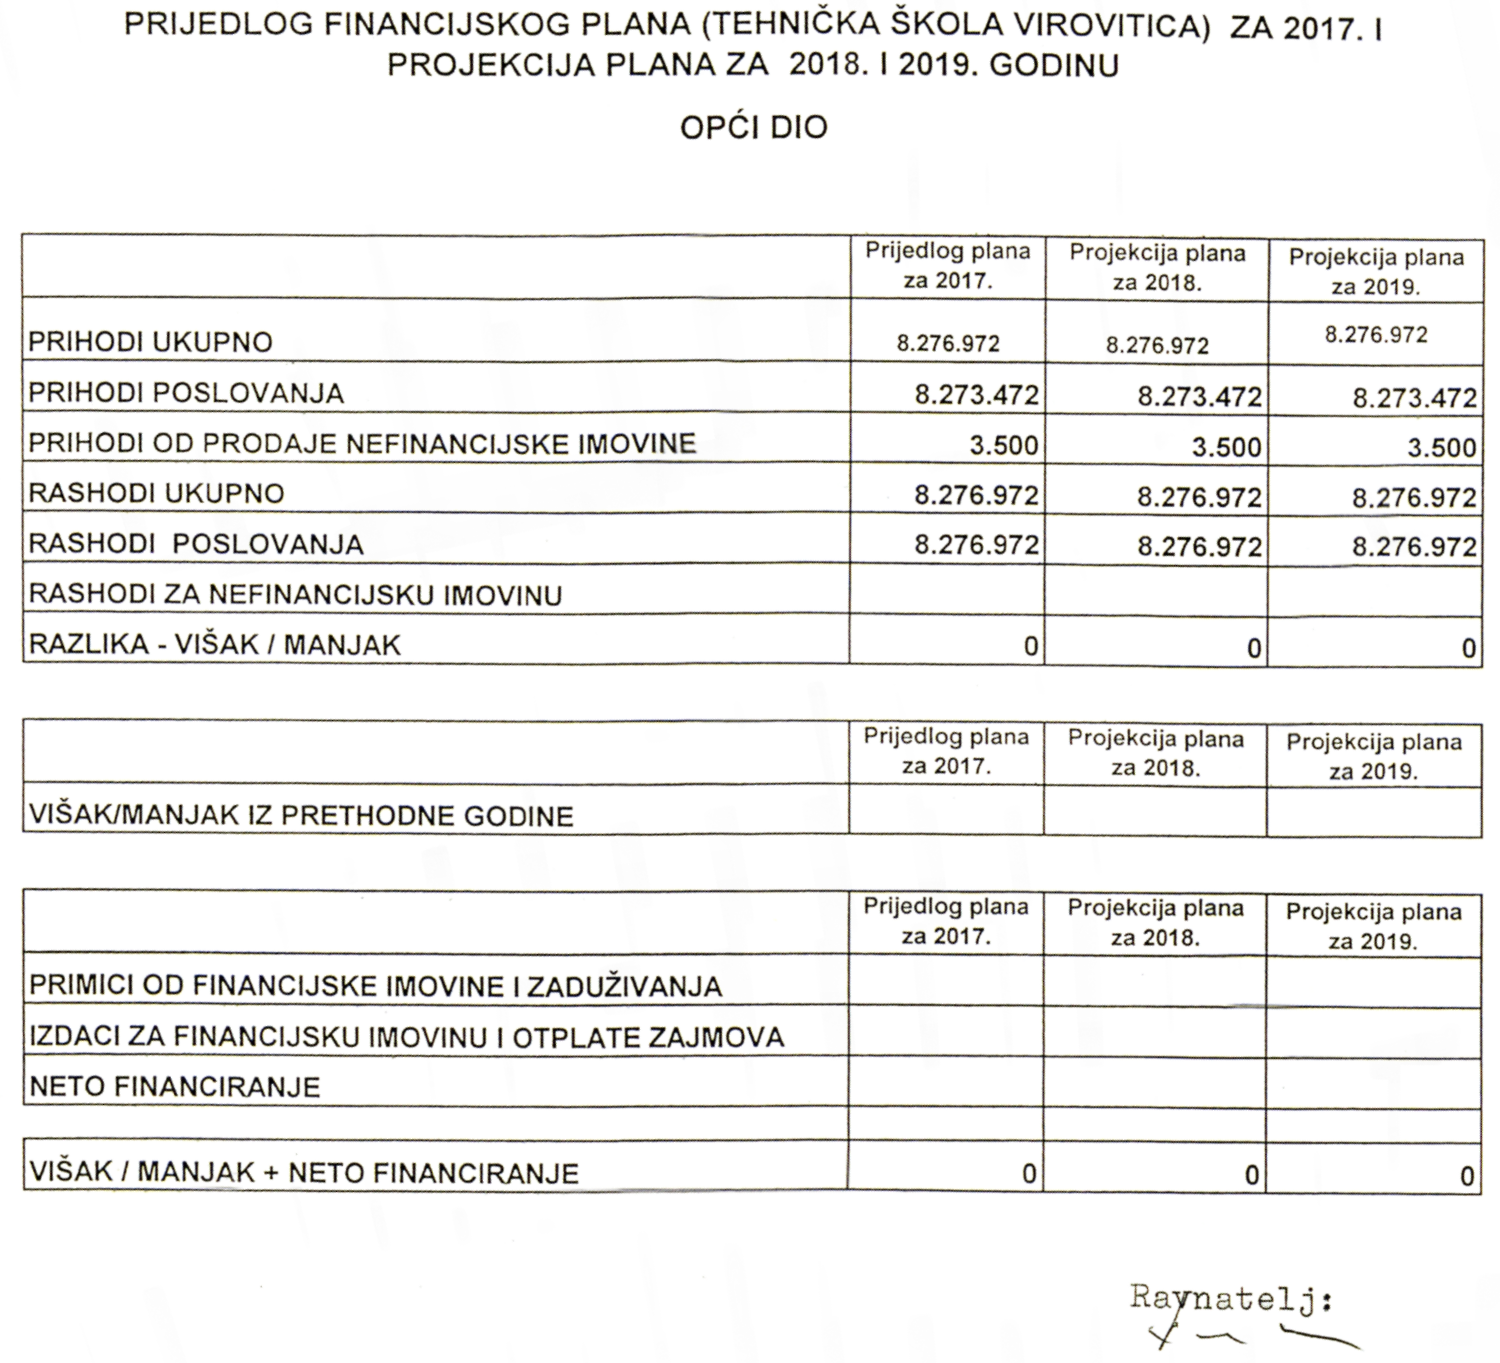 PRIJEDLOG FINANCIJSKOG PLANA (TEHNIČKA ŠKOLA VIROVITICA) ZA 2017. I
PROJEKCIJA PLANA ZA 2018. I 2019. GODINU
OPĆI DIO
Prijedlog plana za 2017. Projekcija plana za 2018. Projekcija plana za 2019.
PRIHODI UKUPNO 8.276.972 8.276.972 8.276.972
PRIHODI POSLOVANJA 8.273.472 8.273.472 8.273.472
PRIHODI OD PRODAJE NEFINANCIJSKE IMOVINE 3.500 3.500 3.500
RASHODI UKUPNO 8.276.972 8.276.972 8.276.972
RASHODI POSLOVANJA 8.276.972 8.276.972 8.276.972
RASHODI ZA NEFINANCIJSKU IMOVINU
RAZLIKA - VIŠAK / MANJAK 0 0 0
Prijedlog plana za 2017. Projekcija plana za 2018. Projekcija plana za 2019.
VIŠAK/MANJAK IZ PRETHODNE GODINE
Prijedlog plana za 2017. Projekcija plana za 2018. Projekcija plana za 2019.
PRIMICI OD FINANCIJSKE IMOVINE I ZADUŽIVANJA
IZDACI ZA FINANCIJSKU IMOVINU I OTPLATE ZAJMOVA
NETO FINANCIRANJE
VIŠAK / MANJAK + NETO FINANCIRANJE 0 0 0
Ravnatelj: